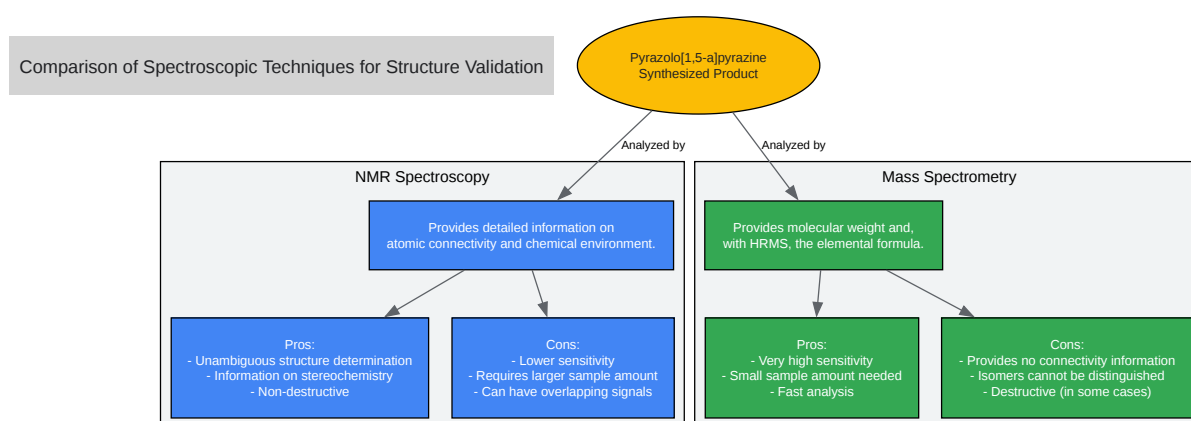 Comparison of Spectroscopic Techniques for Structure Validation
Pyrazolo[1,5-a]pyrazine
Synthesized Product
Analyzed by
Analyzed by
NMR Spectroscopy
Provides detailed information on
atomic connectivity and chemical environment.
Pros:
- Unambiguous structure determination
- Information on stereochemistry
- Non-destructive
Cons:
- Lower sensitivity
- Requires larger sample amount
- Can have overlapping signals
Mass Spectrometry
Provides molecular weight and,
with HRMS, the elemental formula.
Pros:
- Very high sensitivity
- Small sample amount needed
- Fast analysis
Cons:
- Provides no connectivity information
- Isomers cannot be distinguished
- Destructive (in some cases)